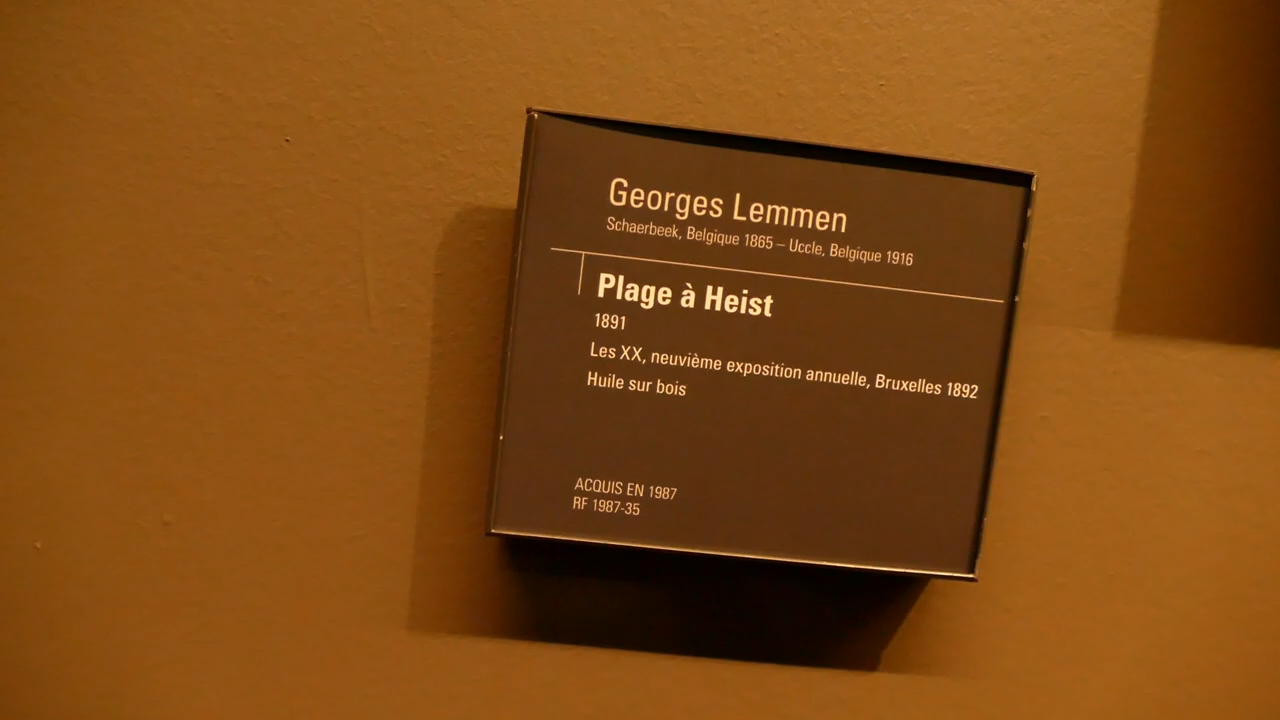 Georges Lemmen
Schaerbeek, Belgique 1865 – Uccle, Belgique 1916
Plage à Heist
1891
Les XX, neuvième exposition annuelle, Bruxelles 1892
Huile sur bois
ACQUIS EN 1987
RF 1987-35